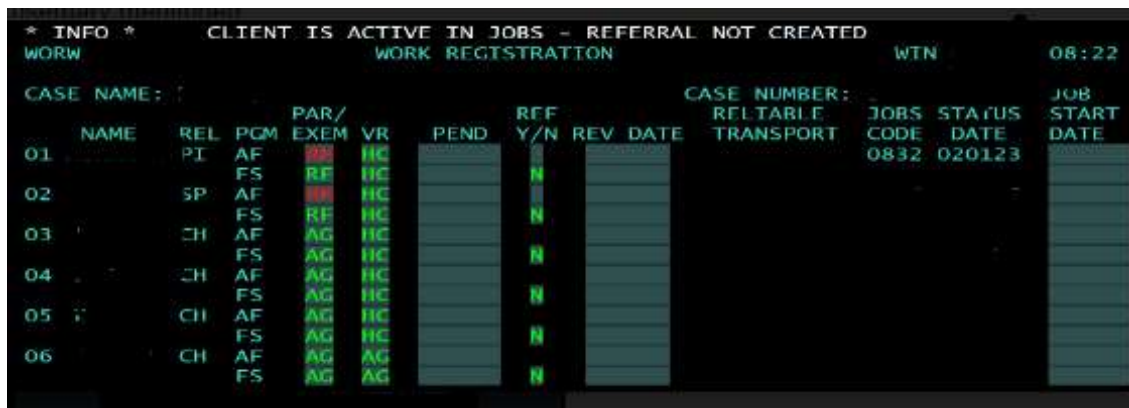 * INFO * CLIENT IS ACTIVE IN JOBS - REFERRAL NOT CREATED
WORW WORK REGISTRATION WIN 08:22
CASE NAME: CASE NUMBER: JOB
PAR/ REF RELTABLE JOBS STATUS START
NAME REL PGM EXEM VR PEND Y/N REV DATE TRANSPORT CODE DATE DATE
01 PI AF HC 0832 020123
FS RF HC N
02 SP AF HC
FS RF HC N
03 CH AF AG HC
FS AG HC N
04 CH AF AG HC
FS AG HC N
05 CH AF AG HC
FS AG HC N
06 CH AF AG AG
FS AG AG N